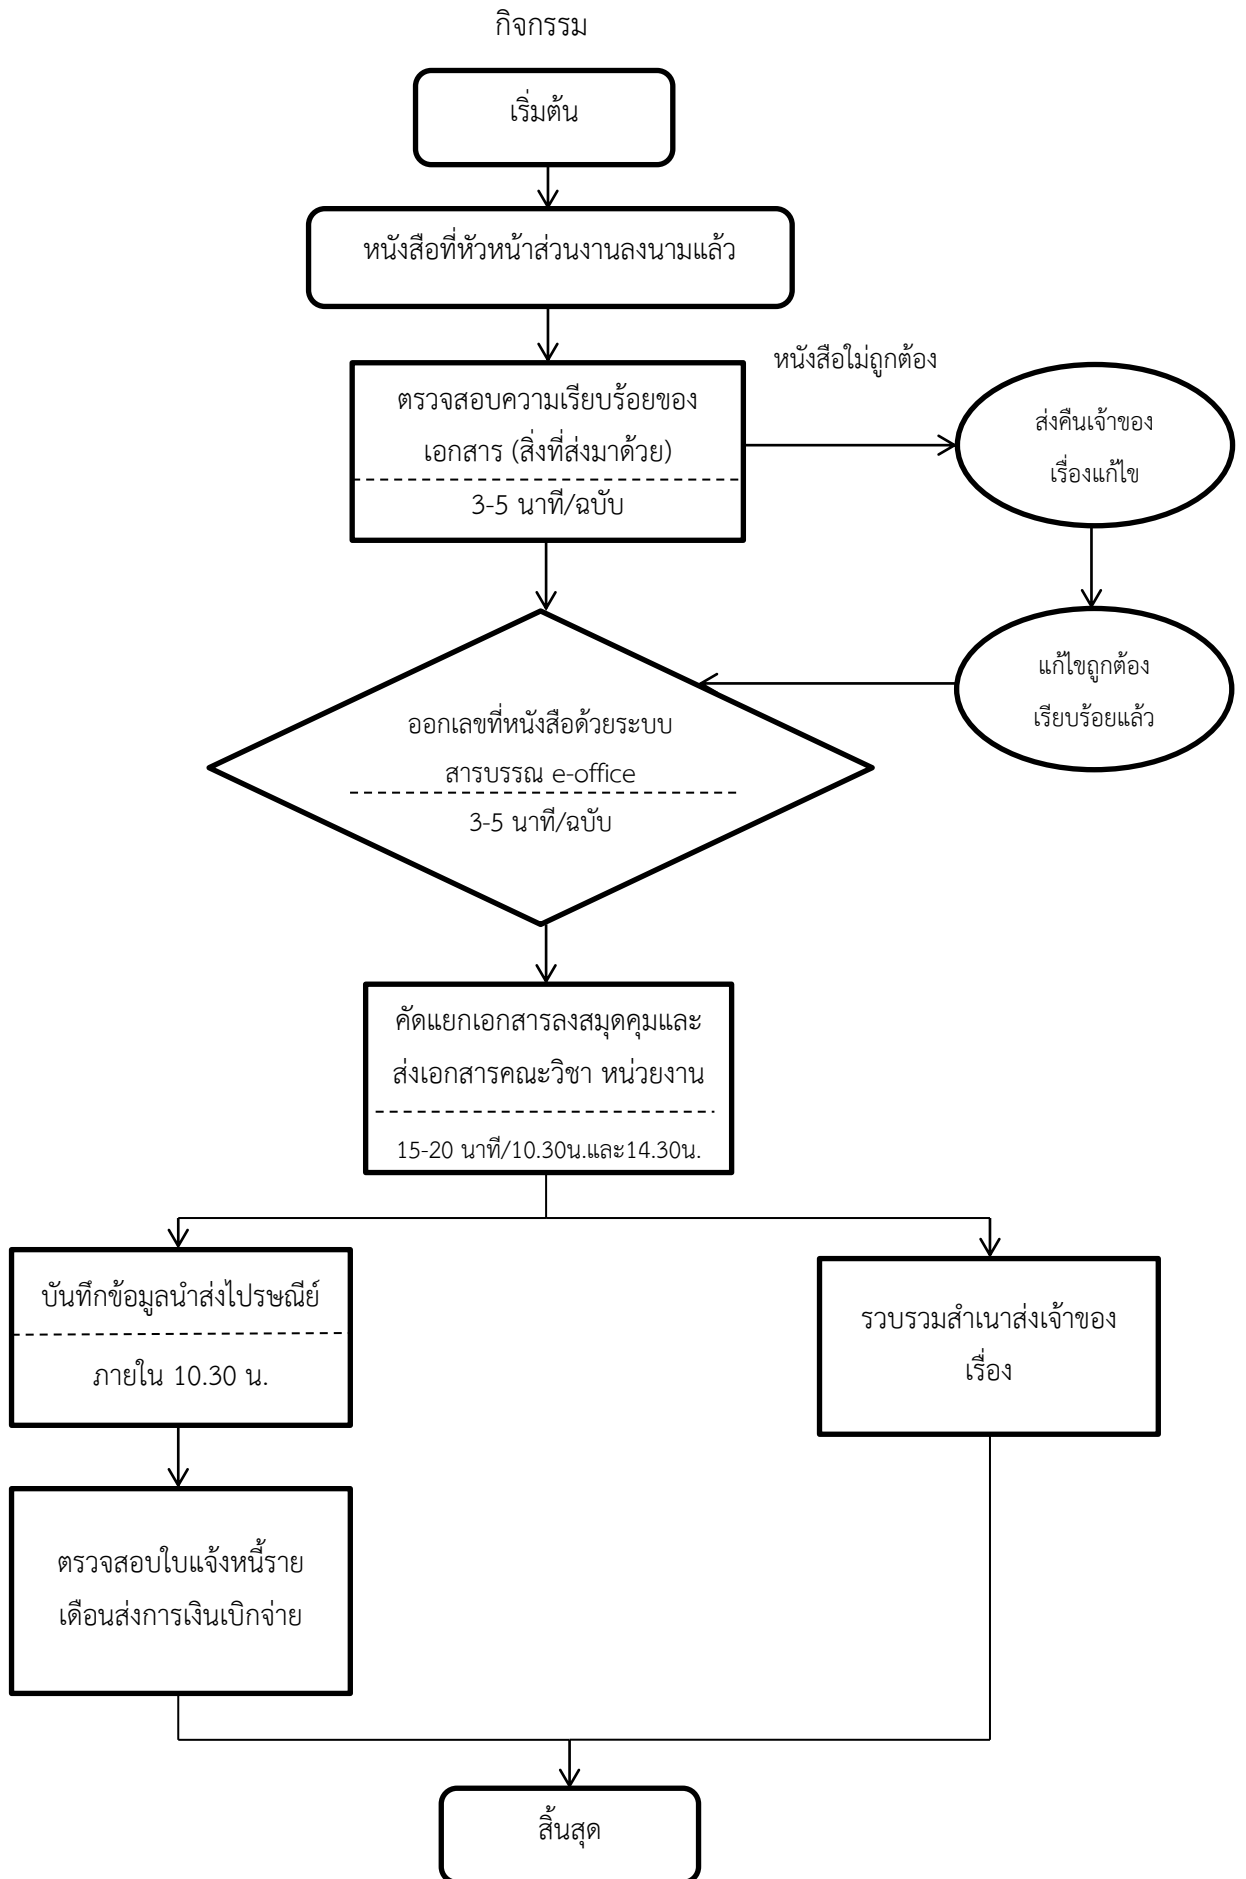 กิจกรรม
เริ่มต้น
หนังสือที่หัวหน้าส่วนงานลงนามแล้ว
หนังสือไม่ถูกต้อง
ตรวจสอบความเรียบร้อยของ
เอกสาร (สิ่งที่ส่งมาด้วย)
3-5 นาที/ฉบับ
ส่งคืนเจ้าของ
เรื่องแก้ไข
แก้ไขถูกต้อง
เรียบร้อยแล้ว
ออกเลขที่หนังสือด้วยระบบ
สารบรรณ e-office
3-5 นาที/ฉบับ
คัดแยกเอกสารลงสมุดคุมและ
ส่งเอกสารคณะวิชา หน่วยงาน
15-20 นาที/10.30น.และ14.30น.
บันทึกข้อมูลนำส่งไปรษณีย์
ภายใน 10.30 น.
รวบรวมสำเนาส่งเจ้าของ
เรื่อง
ตรวจสอบใบแจ้งหนี้ราย
เดือนส่งการเงินเบิกจ่าย
สิ้นสุด